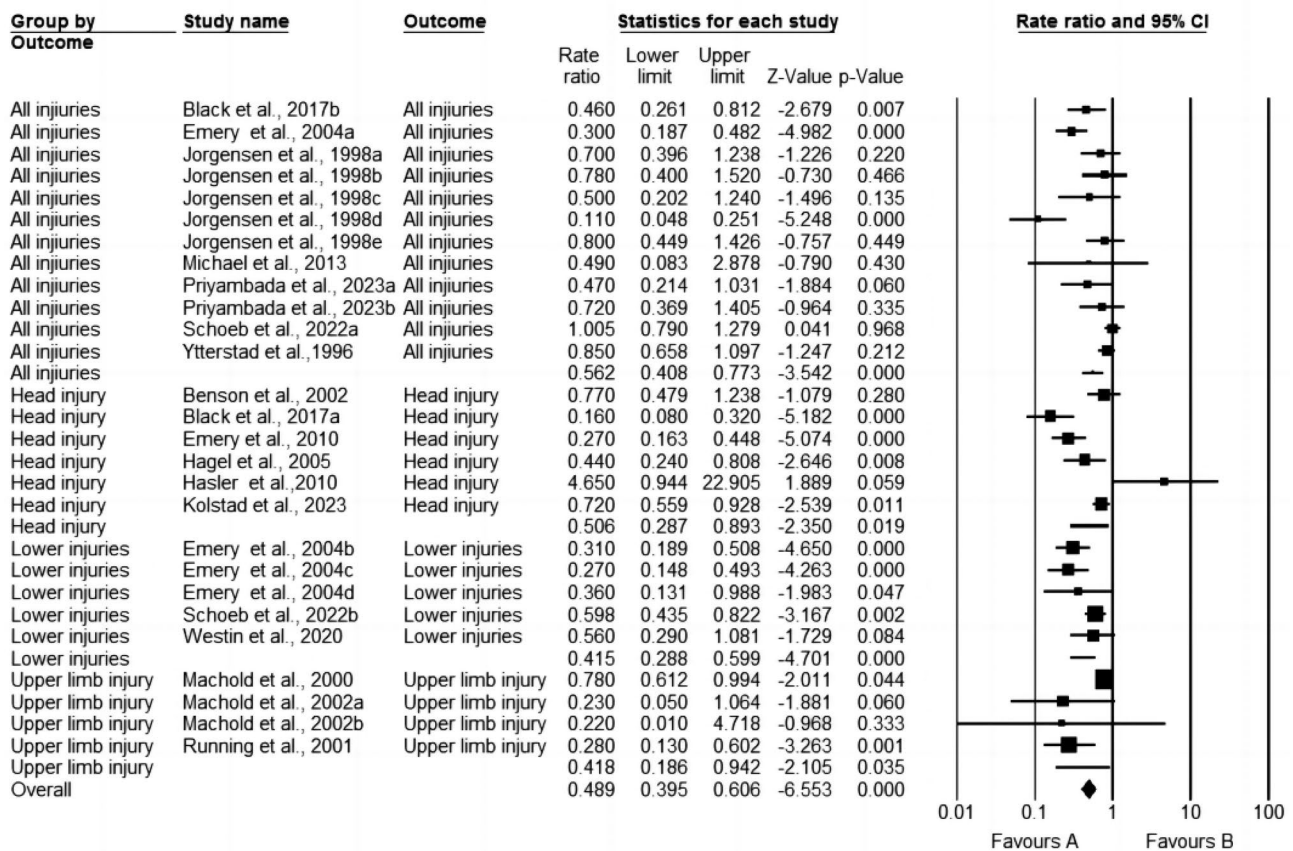 Group by Study name Outcome Statistics for each study Rate ratio and 95% CI
Outcome
Rate Lower Upper
ratio limit limit Z-Value p-Value
All injiuries Black et al., 2017b All injiuries 0.460 0.261 0.812 -2.679 0.007
All injiuries Emery et al., 2004a All injiuries 0.300 0.187 0.482 -4.982 0.000
All injiuries Jorgensen et al., 1998a All injiuries 0.700 0.396 1.238 -1.226 0.220
All injiuries Jorgensen et al., 1998b All injiuries 0.780 0.400 1.520 -0.730 0.466
All injiuries Jorgensen et al., 1998c All injiuries 0.500 0.202 1.240 -1.496 0.135
All injiuries Jorgensen et al., 1998d All injiuries 0.110 0.048 0.251 -5.248 0.000
All injiuries Jorgensen et al., 1998e All injiuries 0.800 0.449 1.426 -0.757 0.449
All injiuries Michael et al., 2013 All injiuries 0.490 0.083 2.878 -0.790 0.430
All injiuries Priyambada et al., 2023a All injiuries 0.470 0.214 1.031 -1.884 0.060
All injiuries Priyambada et al., 2023b All injiuries 0.720 0.369 1.405 -0.964 0.335
All injiuries Schoeb et al., 2022a All injiuries 1.005 0.790 1.279 0.041 0.968
All injiuries Ytterstad et al.,1996 All injiuries 0.850 0.658 1.097 -1.247 0.212
All injiuries 0.562 0.408 0.773 -3.542 0.000
Head injury Benson et al., 2002 Head injury 0.770 0.479 1.238 -1.079 0.280
Head injury Black et al., 2017a Head injury 0.160 0.080 0.320 -5.182 0.000
Head injury Emery et al., 2010 Head injury 0.270 0.163 0.448 -5.074 0.000
Head injury Hagel et al., 2005 Head injury 0.440 0.240 0.808 -2.646 0.008
Head injury Hasler et al.,2010 Head injury 4.650 0.944 22.905 1.889 0.059
Head injury Kolstad et al., 2023 Head injury 0.720 0.559 0.928 -2.539 0.011
Head injury 0.506 0.287 0.893 -2.350 0.019
Lower injuries Emery et al., 2004b Lower injuries 0.310 0.189 0.508 -4.650 0.000
Lower injuries Emery et al., 2004c Lower injuries 0.270 0.148 0.493 -4.263 0.000
Lower injuries Emery et al., 2004d Lower injuries 0.360 0.131 0.988 -1.983 0.047
Lower injuries Schoeb et al., 2022b Lower injuries 0.598 0.435 0.822 -3.167 0.002
Lower injuries Westin et al., 2020 Lower injuries 0.560 0.290 1.081 -1.729 0.084
Lower injuries 0.415 0.288 0.599 -4.701 0.000
Upper limb injury Machold et al., 2000 Upper limb injury 0.780 0.612 0.994 -2.011 0.044
Upper limb injury Machold et al., 2002a Upper limb injury 0.230 0.050 1.064 -1.881 0.060
Upper limb injury Machold et al., 2002b Upper limb injury 0.220 0.010 4.718 -0.968 0.333
Upper limb injury Running et al., 2001 Upper limb injury 0.280 0.130 0.602 -3.263 0.001
Upper limb injury 0.418 0.186 0.942 -2.105 0.035
Overall 0.489 0.395 0.606 -6.553 0.000
0.01 0.1 1 10 100
Favours A Favours B